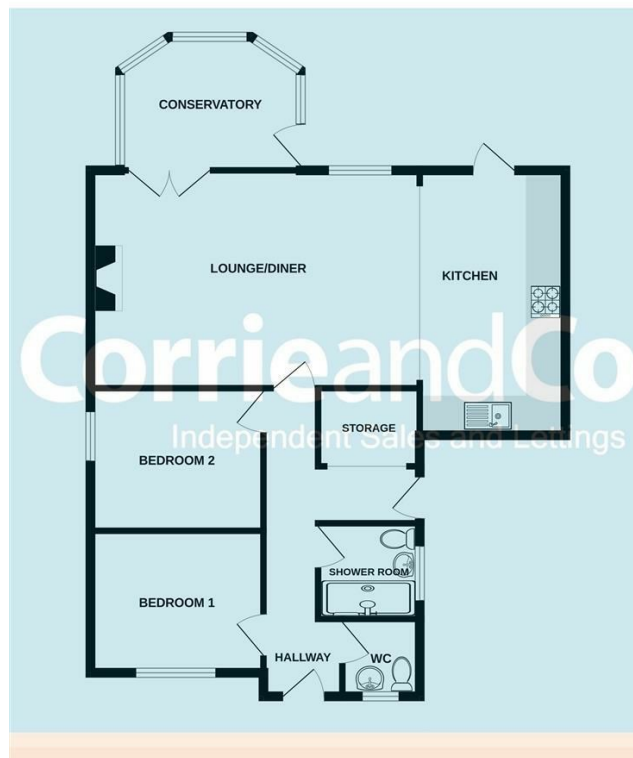 CONSERVATORY
LOUNGE/DINER
KITCHEN
CorrieandCo
STORAGE
Independent Sales and Lettings
BEDROOM 2
SHOWER ROOM
BEDROOM 1
HALLWAY
WC